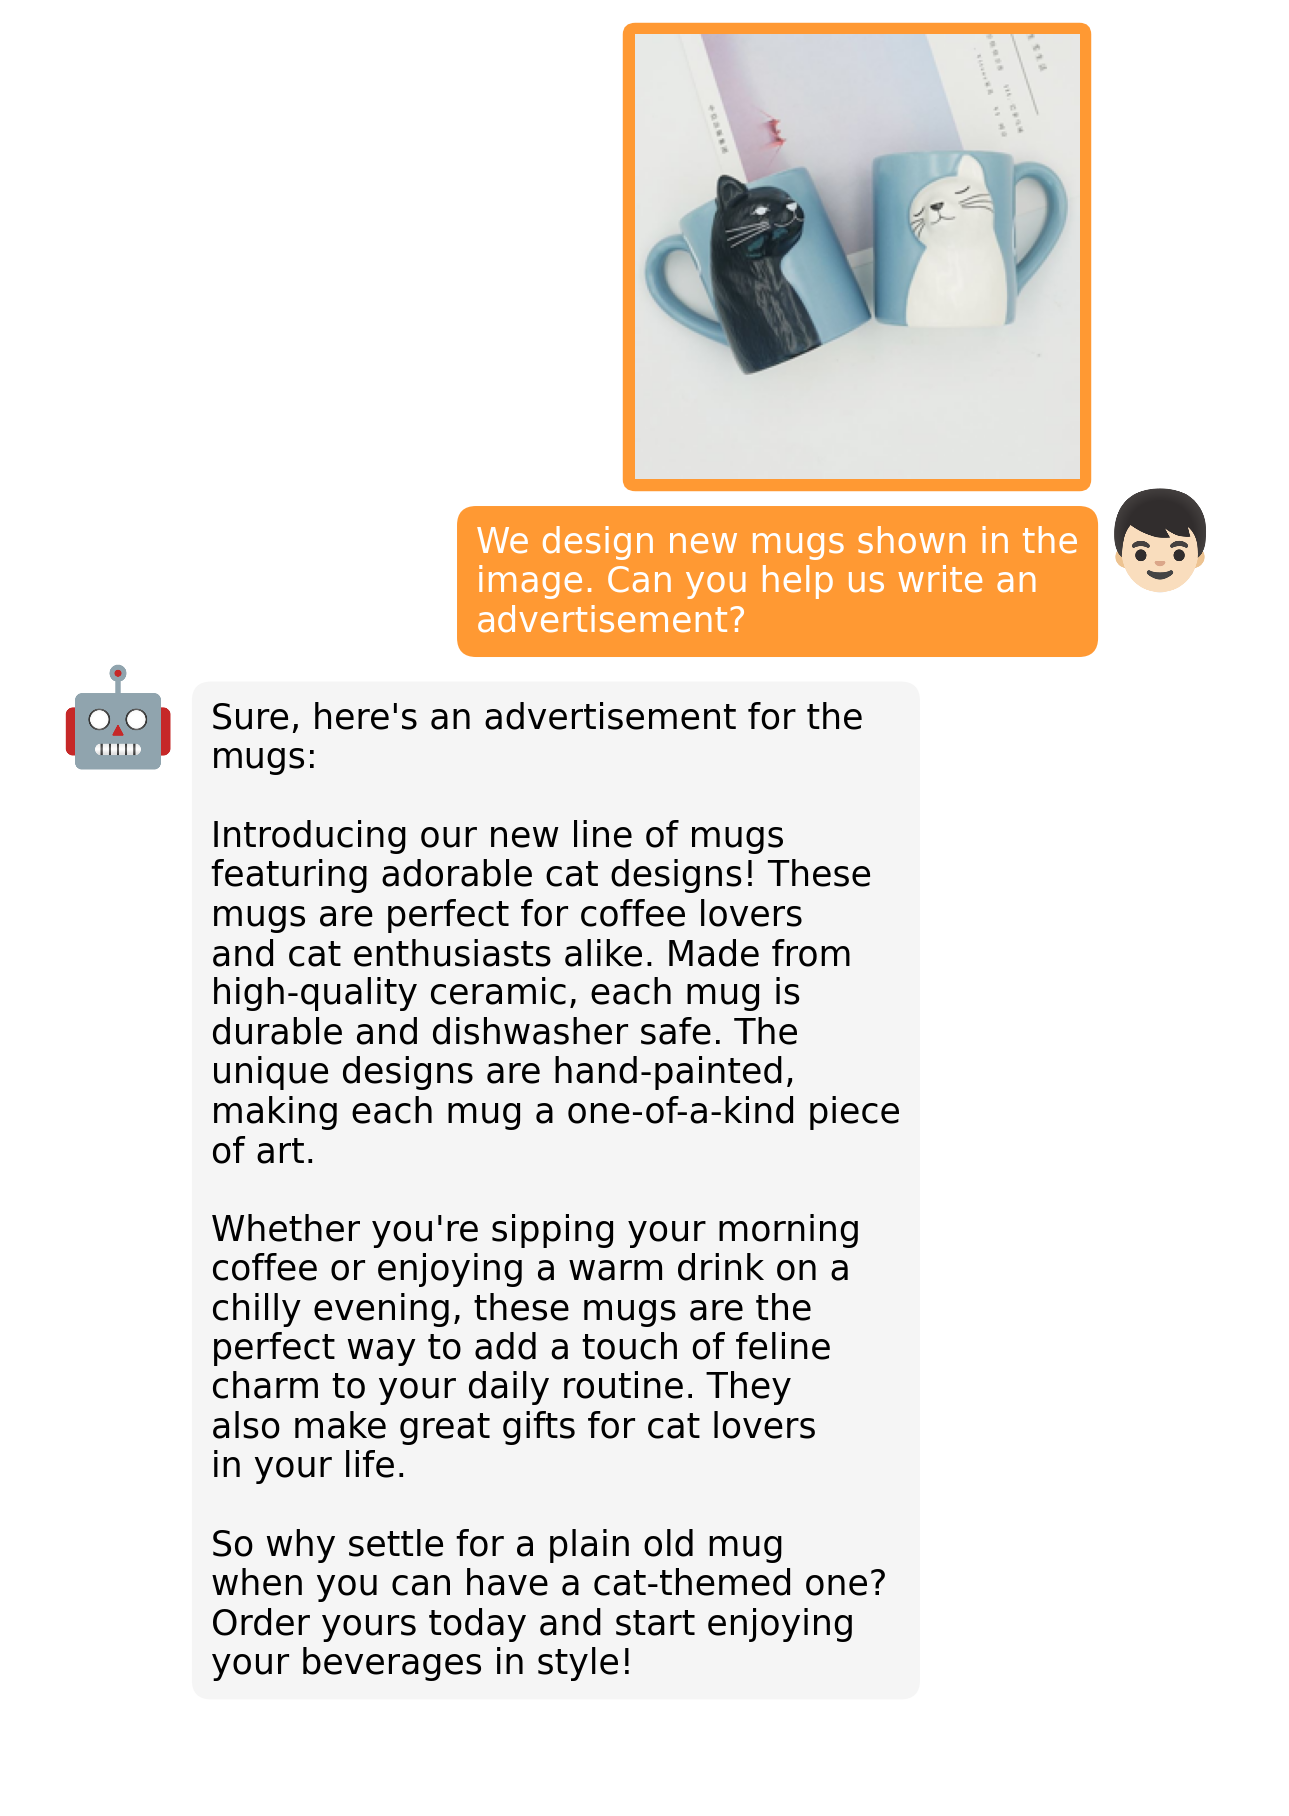 We design new mugs shown in the
image. Can you help us write an
advertisement?
Sure, here's an advertisement for the
mugs:
Introducing our new line of mugs
featuring adorable cat designs! These
mugs are perfect for coffee lovers
and cat enthusiasts alike. Made from
high-quality ceramic, each mug is
durable and dishwasher safe. The
unique designs are hand-painted,
making each mug a one-of-a-kind piece
of art.
Whether you're sipping your morning
coffee or enjoying a warm drink on a
chilly evening, these mugs are the
perfect way to add a touch of feline
charm to your daily routine. They
also make great gifts for cat lovers
in your life.
So why settle for a plain old mug
when you can have a cat-themed one?
Order yours today and start enjoying
your beverages in style!